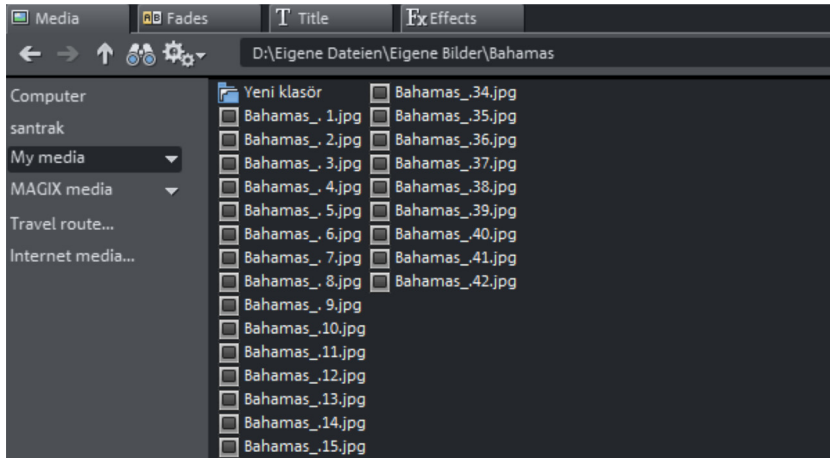 Media
Fades
Title
Effects
D:\Eigene Dateien\Eigene Bilder\Bahamas
Computer
santrak
My media
MAGIX media
Travel route...
Internet media...
Yeni klasör
Bahamas_. 1.jpg
Bahamas_. 2.jpg
Bahamas_. 3.jpg
Bahamas_. 4.jpg
Bahamas_. 5.jpg
Bahamas_. 6.jpg
Bahamas_. 7.jpg
Bahamas_. 8.jpg
Bahamas_. 9.jpg
Bahamas_.10.jpg
Bahamas_.11.jpg
Bahamas_.12.jpg
Bahamas_.13.jpg
Bahamas_.14.jpg
Bahamas_.15.jpg
Bahamas_.34.jpg
Bahamas_.35.jpg
Bahamas_.36.jpg
Bahamas_.37.jpg
Bahamas_.38.jpg
Bahamas_.39.jpg
Bahamas_.40.jpg
Bahamas_.41.jpg
Bahamas_.42.jpg